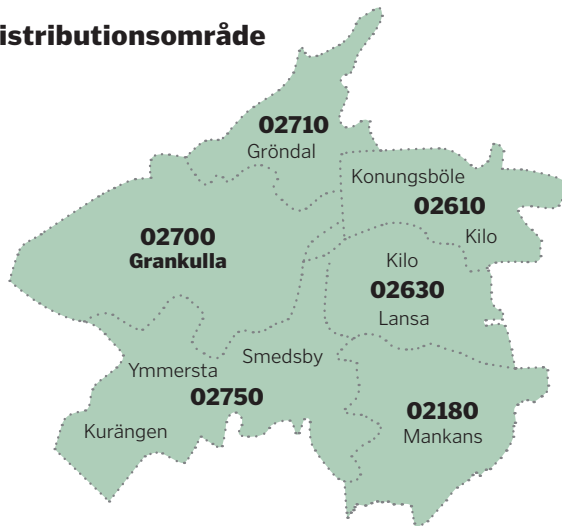 istributionsområde
02710
Gröndal
Konungsböle
02610
Kilo
02700
Grankulla
Kilo
02630
Lansa
Smedsby
Ymmersta
02750
Kurängen
02180
Mankans